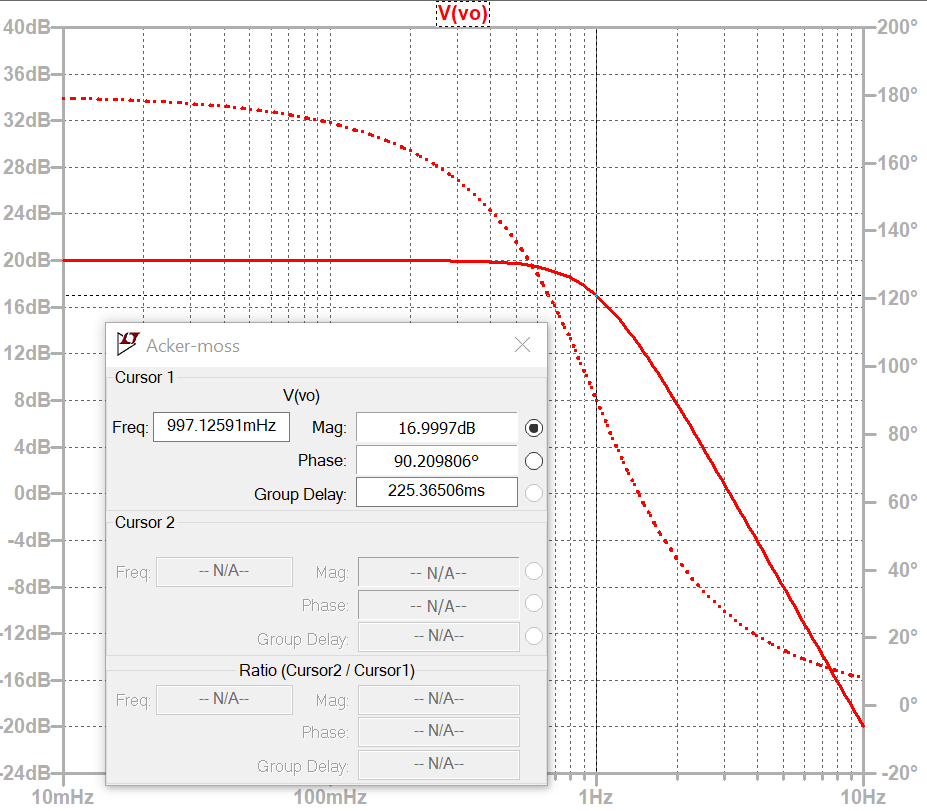 V(vo)
40dB 200°
36dB 180°
32dB 160°
28dB 140°
24dB 120°
20dB 100°
16dB 80°
12dB 60°
8dB 40°
4dB 20°
0dB 0°
-4dB -20°
-8dB
-12dB
-16dB
-20dB
-24dB
10mHz 100mHz 1Hz 10Hz
Acker-moss
Cursor 1
V(vo)
Freq: 997.12591mHz Mag: 16.9997dB
Phase: 90.209806°
Group Delay: 225.36506ms
Cursor 2
Freq: -- N/A-- Mag: -- N/A--
Phase: -- N/A--
Group Delay: -- N/A--
Ratio (Cursor2 / Cursor1)
Freq: -- N/A-- Mag: -- N/A--
Phase: -- N/A--
Group Delay: -- N/A--